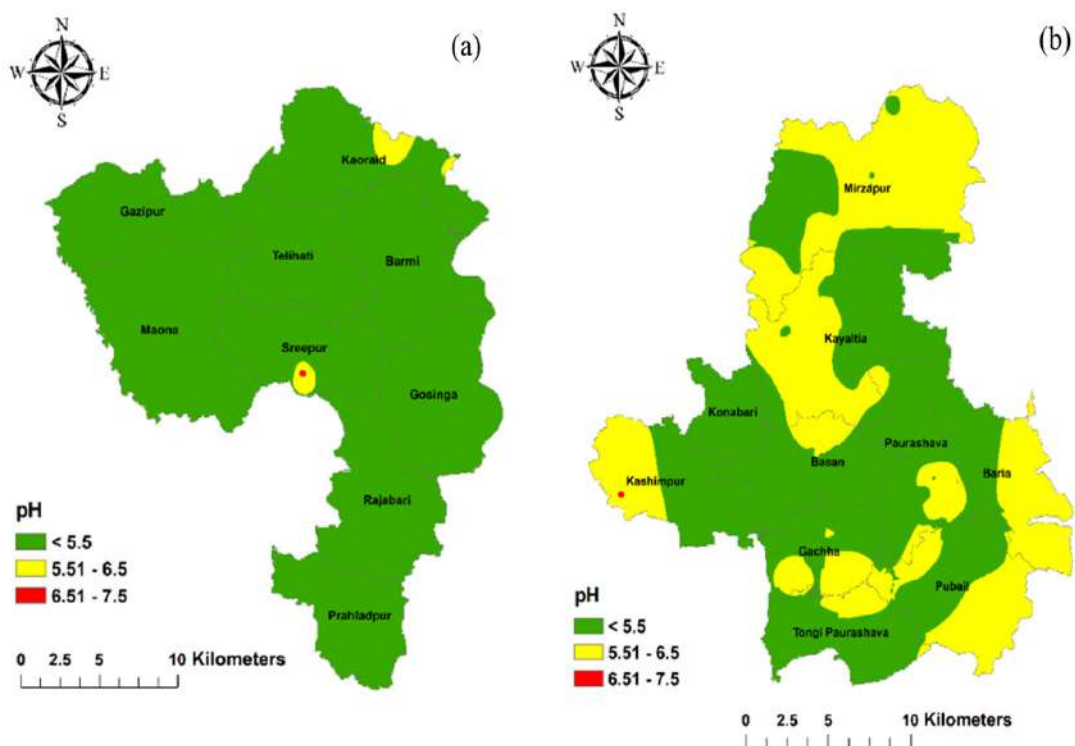 (a)
N
W E
S
Kaoraid
Gazipur
Telihati
Barmi
Maona
Sreepur
Gosinga
Rajabari
Prahladpur
pH
< 5.5
5.51 - 6.5
6.51 - 7.5
0 2.5 5 10 Kilometers
(b)
N
W E
S
Mirzapur
Kayaltia
Konabari
Paurashava
Basan
Baria
Kashimpur
Gachha
Pubail
Tongi Paurashava
pH
< 5.5
5.51 - 6.5
6.51 - 7.5
0 2.5 5 10 Kilometers